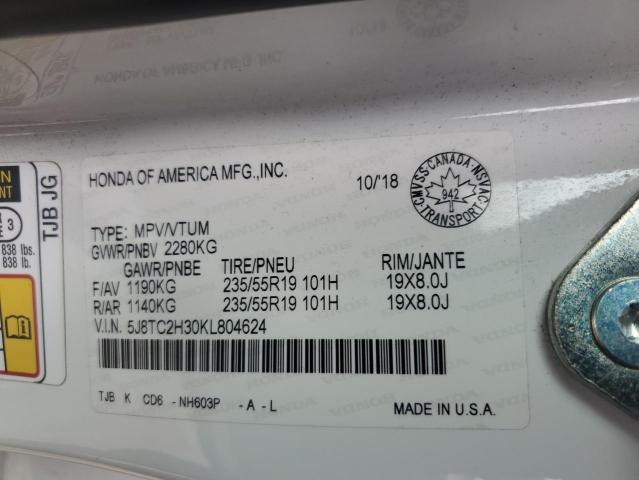 HONDA OF AMERICA MFG.,INC.
10/'18
CMVSS-CANADA-NSVAC
942
-TRANSPORT-
TYPE: MPV/VTUM
GVWR/PNBV 2280KG
GAWR/PNBE TIRE/PNEU RIM/JANTE
F/AV 1190KG 235/55R19 101H 19X8.0J
R/AR 1140KG 235/55R19 101H 19X8.0J
V.I.N. 5J8TC2H30KL804624
TJB K CD6 - NH603P - A - L
MADE IN U.S.A.
TJB JG
3
838 lbs.
838 lb.